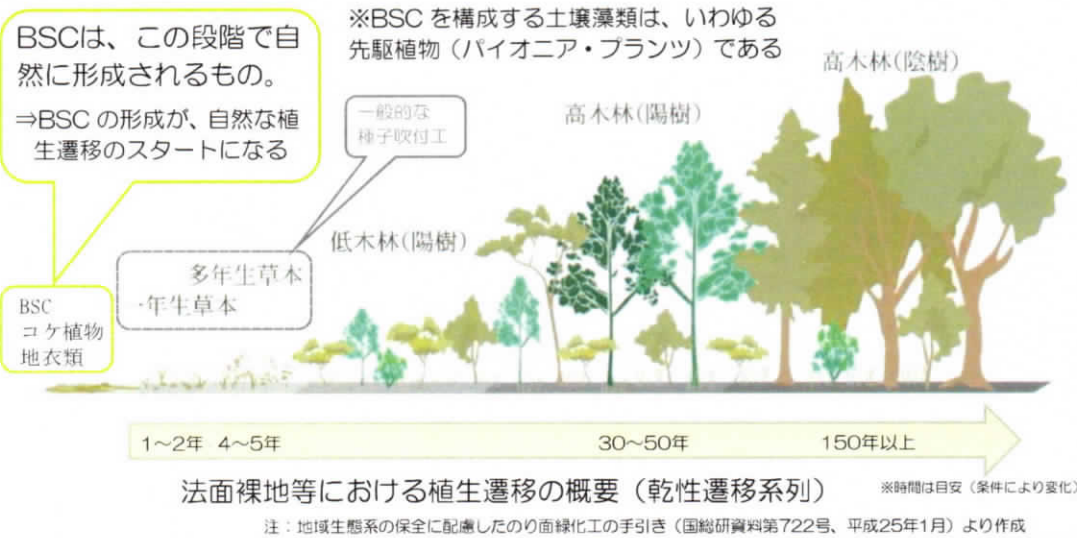 BSCは、この段階で自
然に形成されるもの。
⇒BSC の形成が、自然な植
生遷移のスタートになる
※BSC を構成する土壌藻類は、いわゆる
先駆植物（パイオニア・プランツ）である
一般的な
種子吹付工
高木林(陽樹)
高木林(陰樹)
低木林(陽樹)
多年生草本
一年生草本
BSC
コケ植物
地衣類
1～2年 4～5年 30～50年 150年以上
法面裸地等における植生遷移の概要（乾性遷移系列）
※時間は目安（条件により変化）
注：地域生態系の保全に配慮したのり面緑化工の手引き（国総研資料第722号、平成25年1月）より作成